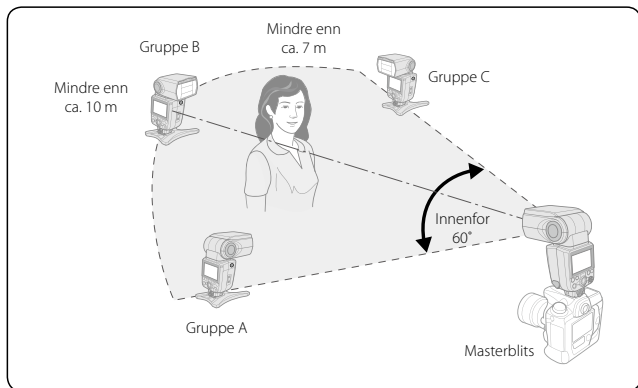 Mindre enn
ca. 7 m
Gruppe B
Gruppe C
Mindre enn
ca. 10 m
Innenfor
60˚
Gruppe A
Masterblits